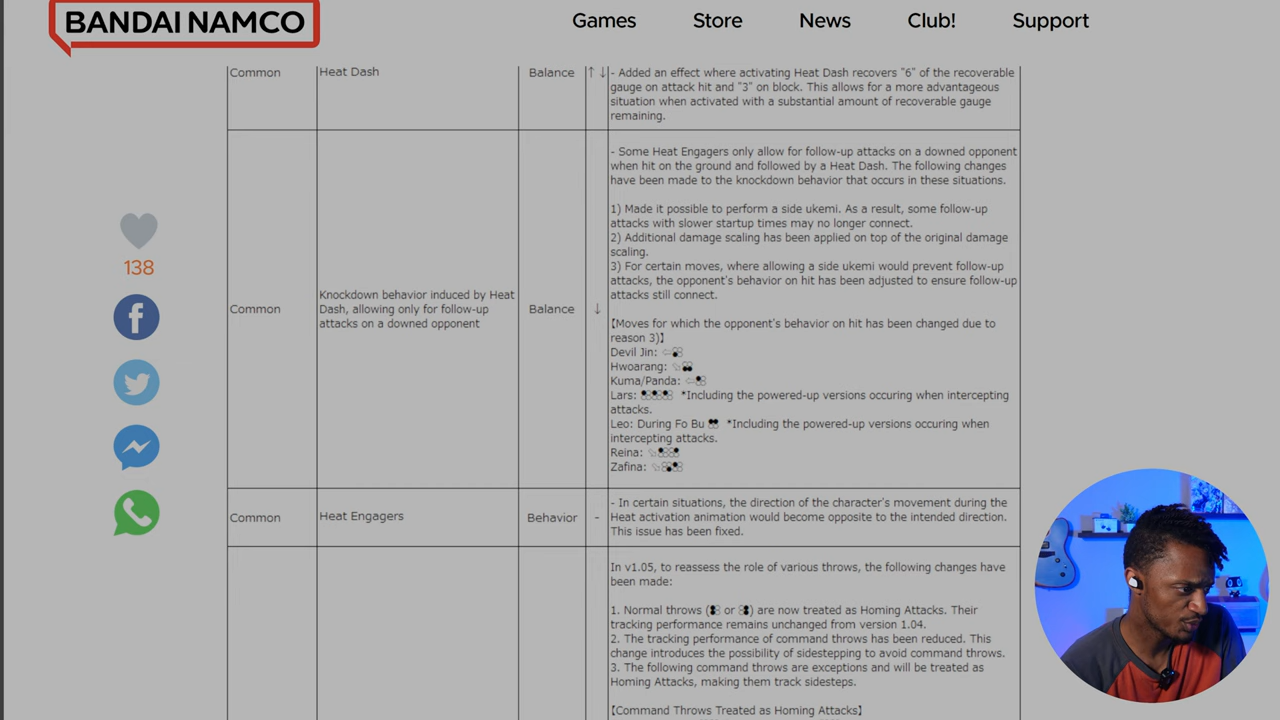 BANDAI NAMCO
Games
Store
News
Club!
Support
Common
Heat Dash
Balance
↑ ↓
- Added an effect where activating Heat Dash recovers "6" of the recoverable
gauge on attack hit and "3" on block. This allows for a more advantageous
situation when activated with a substantial amount of recoverable gauge
remaining.
138
Common
Knockdown behavior induced by Heat
Dash, allowing only for follow-up
attacks on a downed opponent
Balance
↓
- Some Heat Engagers only allow for follow-up attacks on a downed opponent
when hit on the ground and followed by a Heat Dash. The following changes
have been made to the knockdown behavior that occurs in these situations.
1) Made it possible to perform a side ukemi. As a result, some follow-up
attacks with slower startup times may no longer connect.
2) Additional damage scaling has been applied on top of the original damage
scaling.
3) For certain moves, where allowing a side ukemi would prevent follow-up
attacks, the opponent's behavior on hit has been adjusted to ensure follow-up
attacks still connect.
【Moves for which the opponent's behavior on hit has been changed due to
reason 3)】
Devil Jin:
Hwoarang:
Kuma/Panda:
Lars: *Including the powered-up versions occuring when intercepting
attacks.
Leo: During Fo Bu *Including the powered-up versions occuring when
intercepting attacks.
Reina:
Zafina:
Common
Heat Engagers
Behavior
-
- In certain situations, the direction of the character's movement during the
Heat activation animation would become opposite to the intended direction.
This issue has been fixed.
In v1.05, to reassess the role of various throws, the following changes have
been made:
1. Normal throws ( or ) are now treated as Homing Attacks. Their
tracking performance remains unchanged from version 1.04.
2. The tracking performance of command throws has been reduced. This
change introduces the possibility of sidestepping to avoid command throws.
3. The following command throws are exceptions and will be treated as
Homing Attacks, making them track sidesteps.
【Command Throws Treated as Homing Attacks】